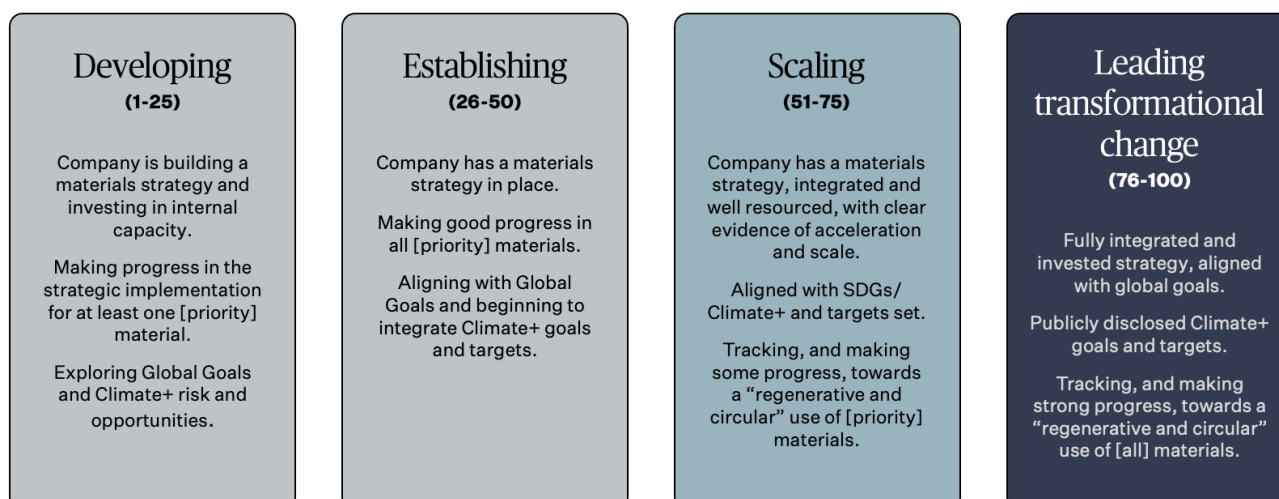 Developing
(1-25)
Company is building a
materials strategy and
investing in internal
capacity.
Making progress in the
strategic implementation
for at least one [priority]
material.
Exploring Global Goals
and Climate+ risk and
opportunities.
Establishing
(26-50)
Company has a materials
strategy in place.
Making good progress in
all [priority] materials.
Aligning with Global
Goals and beginning to
integrate Climate+ goals
and targets.
Scaling
(51-75)
Company has a materials
strategy, integrated and
well resourced, with clear
evidence of acceleration
and scale.
Aligned with SDGs/
Climate+ and targets set.
Tracking, and making
some progress, towards
a “regenerative and
circular” use of [priority]
materials.
Leading
transformational
change
(76-100)
Fully integrated and
invested strategy, aligned
with global goals.
Publicly disclosed Climate+
goals and targets.
Tracking, and making
strong progress, towards a
“regenerative and circular”
use of [all] materials.